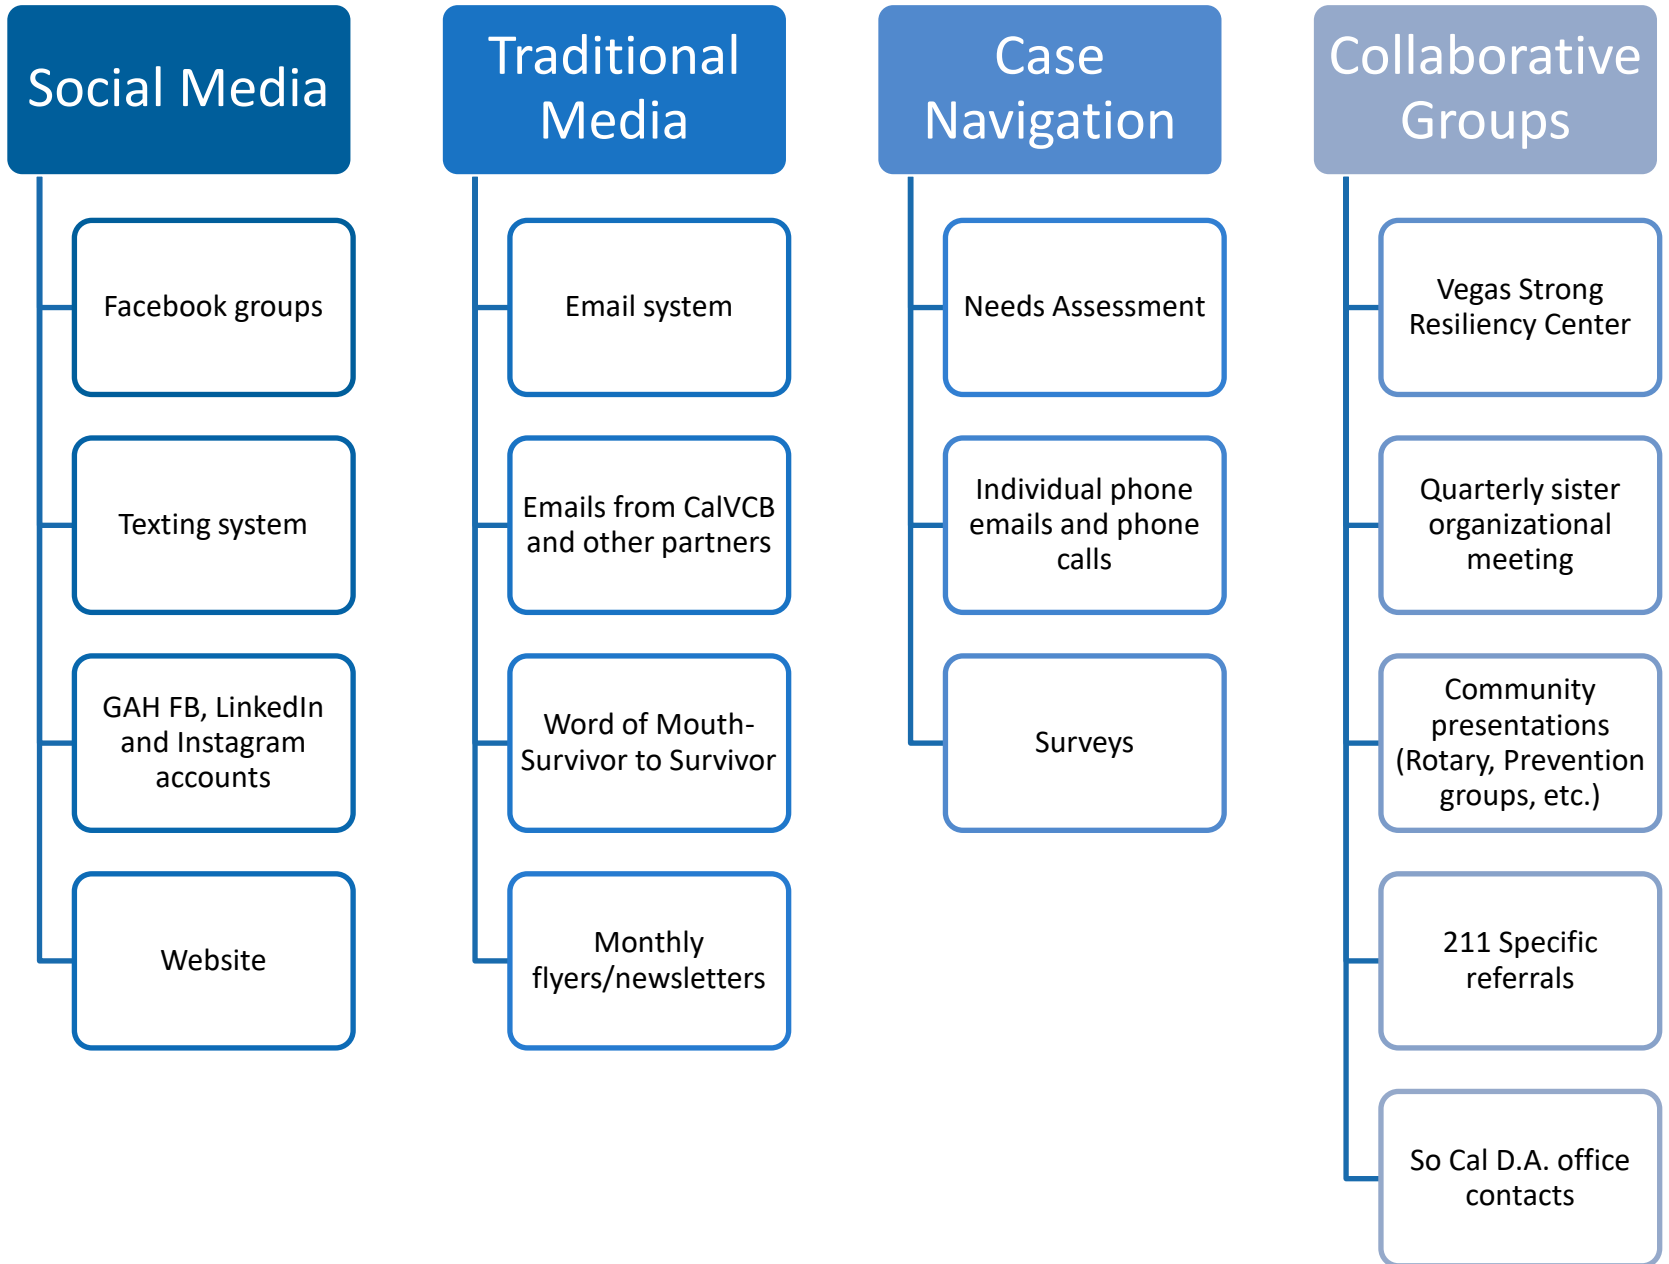 Social Media
Facebook groups
Texting system
GAH FB, LinkedIn
and Instagram
accounts
Website
Traditional
Media
Email system
Emails from CalVCB
and other partners
Word of Mouth-
Survivor to Survivor
Monthly
flyers/newsletters
Case
Navigation
Needs Assessment
Individual phone
emails and phone
calls
Surveys
Collaborative
Groups
Vegas Strong
Resiliency Center
Quarterly sister
organizational
meeting
Community
presentations
(Rotary, Prevention
groups, etc.)
211 Specific
referrals
So Cal D.A. office
contacts